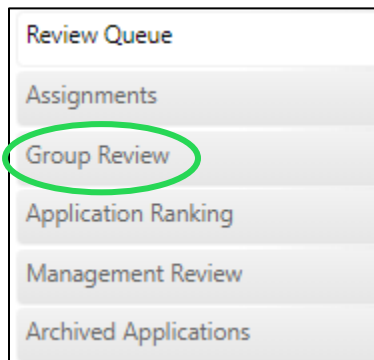 Review Queue
Assignments
Group Review
Application Ranking
Management Review
Archived Applications